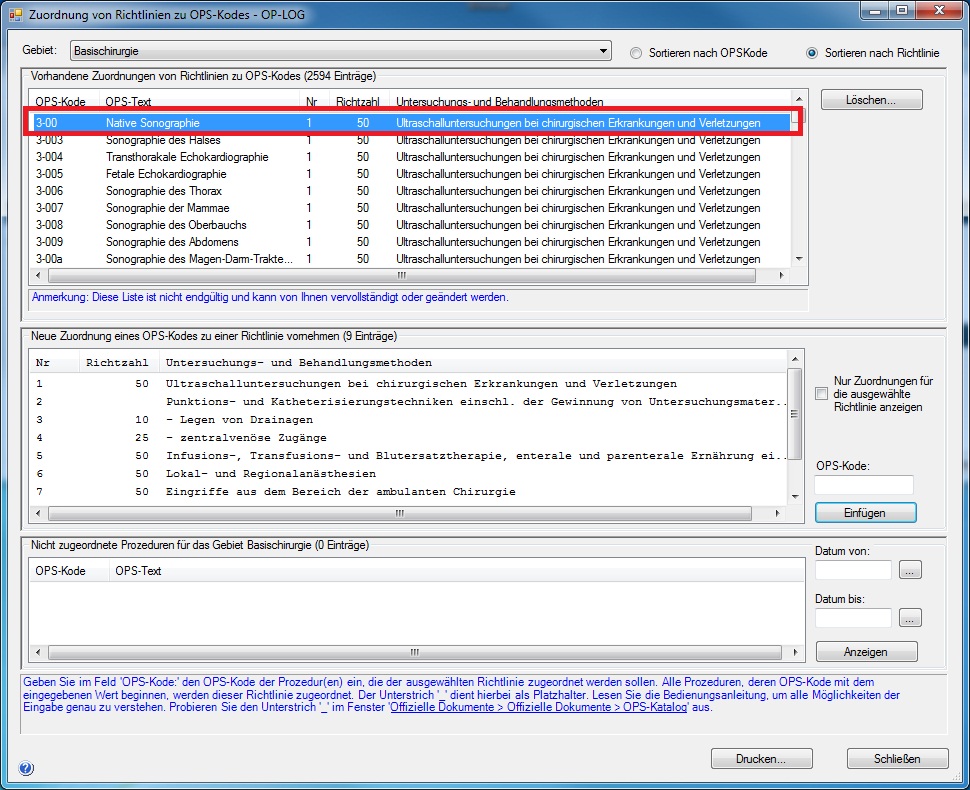 Zuordnung von Richtlinien zu OPS-Kodes - OP-LOG
Gebiet: Basischirurgie Sortieren nach OPSKode Sortieren nach Richtlinie
Vorhandene Zuordnungen von Richtlinien zu OPS-Kodes (2594 Einträge)
OPS-Kode OPS-Text Nr Richtzahl Untersuchungs- und Behandlungsmethoden Löschen...
3-00 Native Sonographie 1 50 Ultraschalluntersuchungen bei chirurgischen Erkrankungen und Verletzungen
3-003 Sonographie des Halses 1 50 Ultraschalluntersuchungen bei chirurgischen Erkrankungen und Verletzungen
3-004 Transthorakale Echokardiographie 1 50 Ultraschalluntersuchungen bei chirurgischen Erkrankungen und Verletzungen
3-005 Fetale Echokardiographie 1 50 Ultraschalluntersuchungen bei chirurgischen Erkrankungen und Verletzungen
3-006 Sonographie des Thorax 1 50 Ultraschalluntersuchungen bei chirurgischen Erkrankungen und Verletzungen
3-007 Sonographie der Mammae 1 50 Ultraschalluntersuchungen bei chirurgischen Erkrankungen und Verletzungen
3-008 Sonographie des Oberbauchs 1 50 Ultraschalluntersuchungen bei chirurgischen Erkrankungen und Verletzungen
3-009 Sonographie des Abdomens 1 50 Ultraschalluntersuchungen bei chirurgischen Erkrankungen und Verletzungen
3-00a Sonographie des Magen-Darm-Trakte... 1 50 Ultraschalluntersuchungen bei chirurgischen Erkrankungen und Verletzungen
Anmerkung: Diese Liste ist nicht endgültig und kann von Ihnen vervollständigt oder geändert werden.
Neue Zuordnung eines OPS-Kodes zu einer Richtlinie vornehmen (9 Einträge)
Nr Richtzahl Untersuchungs- und Behandlungsmethoden
1 50 Ultraschalluntersuchungen bei chirurgischen Erkrankungen und Verletzungen
2 Punktions- und Katheterisierungstechniken einschl. der Gewinnung von Untersuchungsmater...
3 10 - Legen von Drainagen
4 25 - zentralvenöse Zugänge
5 50 Infusions-, Transfusions- und Blutersatztherapie, enterale und parenterale Ernährung ei...
6 50 Lokal- und Regionalanästhesien
7 50 Eingriffe aus dem Bereich der ambulanten Chirurgie
Nur Zuordnungen für
die ausgewählte
Richtlinie anzeigen
OPS-Kode:
Einfügen
Nicht zugeordnete Prozeduren für das Gebiet Basischirurgie (0 Einträge)
OPS-Kode OPS-Text
Datum von:
...
Datum bis:
...
Anzeigen
Geben Sie im Feld 'OPS-Kode:' den OPS-Kode der Prozedur(en) ein, die der ausgewählten Richtlinie zugeordnet werden sollen. Alle Prozeduren, deren OPS-Kode mit dem
eingegebenen Wert beginnen, werden dieser Richtlinie zugeordnet. Der Unterstrich '_' dient hierbei als Platzhalter. Lesen Sie die Bedienungsanleitung, um alle Möglichkeiten der
Eingabe genau zu verstehen. Probieren Sie den Unterstrich '_' im Fenster 'Offizielle Dokumente > Offizielle Dokumente > OPS-Katalog' aus.
? Drucken... Schließen